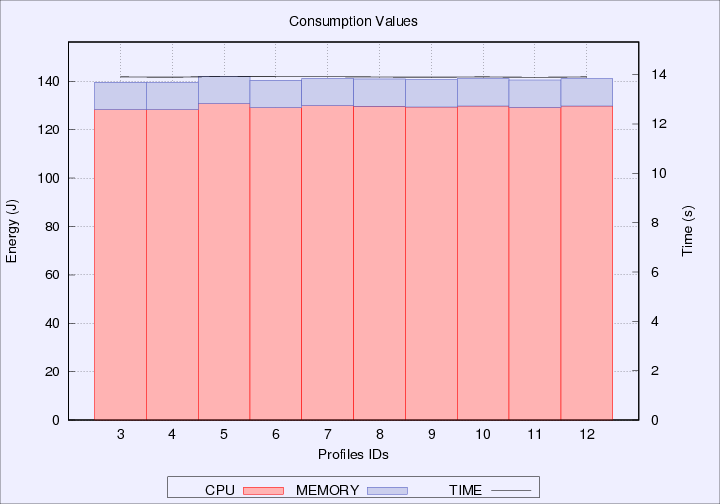 Consumption Values
Energy (J)
140
120
100
80
60
40
20
0
14
12
10
8
6
4
2
0
Time (s)
3 4 5 6 7 8 9 10 11 12
Profiles IDs
CPU MEMORY TIME